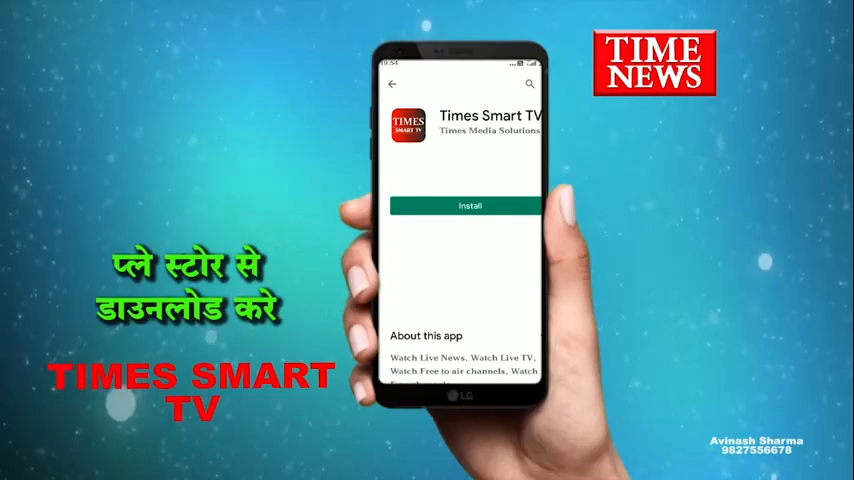 TIME
NEWS
19:54
Times Smart TV
TIMES
SMART TV
Times Media Solutions
Install
प्ले स्टोर से
डाउनलोड करे
TIMES SMART
TV
About this app
Watch Live News, Watch Live TV,
Watch Free to air channels, Watch
LG
Avinash Sharma
9827556678